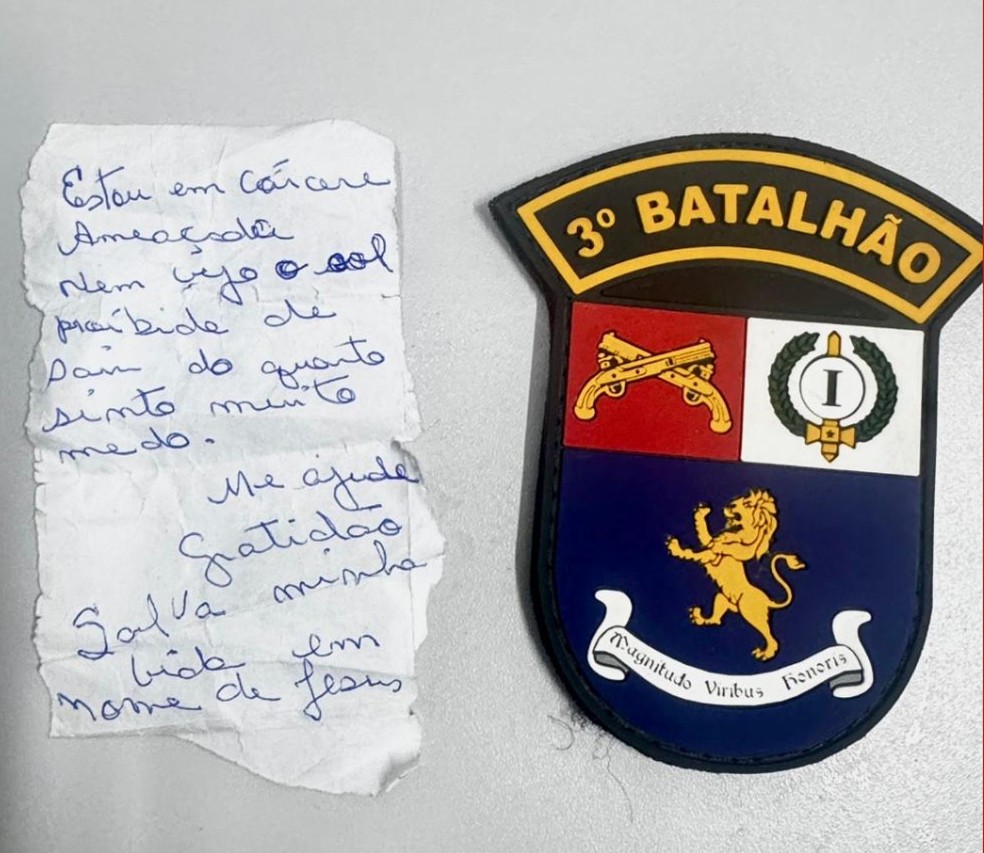 Estou em cárcere
Ameaçada
Nem vejo o sol
proibida de
sair do quarto
sinto muito
medo.
Me ajude
Gratidão
Salva minha
vida em
nome de Jesus
3º BATALHÃO
I
Magnitudo Viribus Honoris